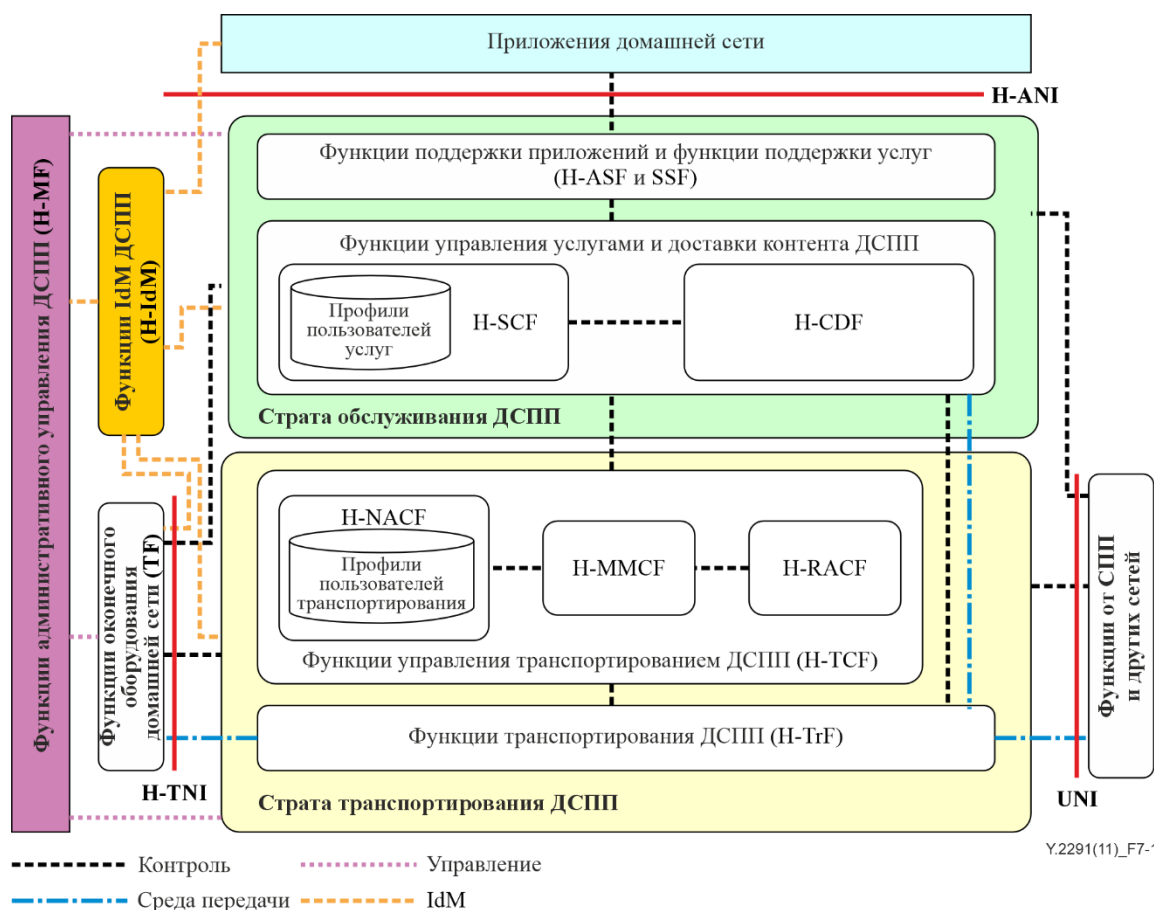 Приложения домашней сети
H-ANI
Функции поддержки приложений и функции поддержки услуг
(H-ASF и SSF)
Функции управления услугами и доставки контента ДСПП
Профили
пользователей
услуг
H-SCF
H-CDF
Страта обслуживания ДСПП
Функции административного управления ДСПП (H-MF)
Функции IdM ДСПП
(H-IdM)
Функции оконечного
оборудования
домашней сети (TF)
H-TNI
H-NACF
Профили
пользователей
транспортирования
H-MMCF
H-RACF
Функции управления транспортированием ДСПП (H-TCF)
Функции транспортирования ДСПП (H-TrF)
Страта транспортирования ДСПП
Функции от СПП
и других сетей
UNI
Y.2291(11)_F7-1
Контроль
Управление
Среда передачи
IdM